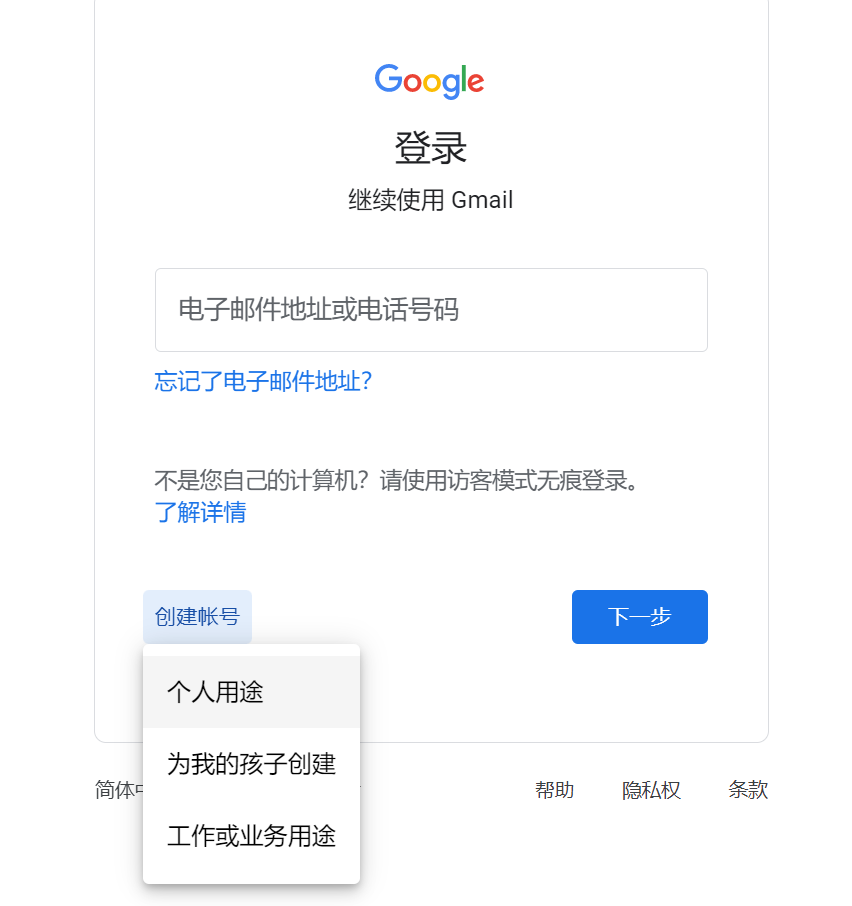 Google
登录
继续使用 Gmail
电子邮件地址或电话号码
忘记了电子邮件地址？
不是您自己的计算机？请使用访客模式无痕登录。
了解详情
创建帐号
下一步
个人用途
为我的孩子创建
工作或业务用途
简体
帮助
隐私权
条款